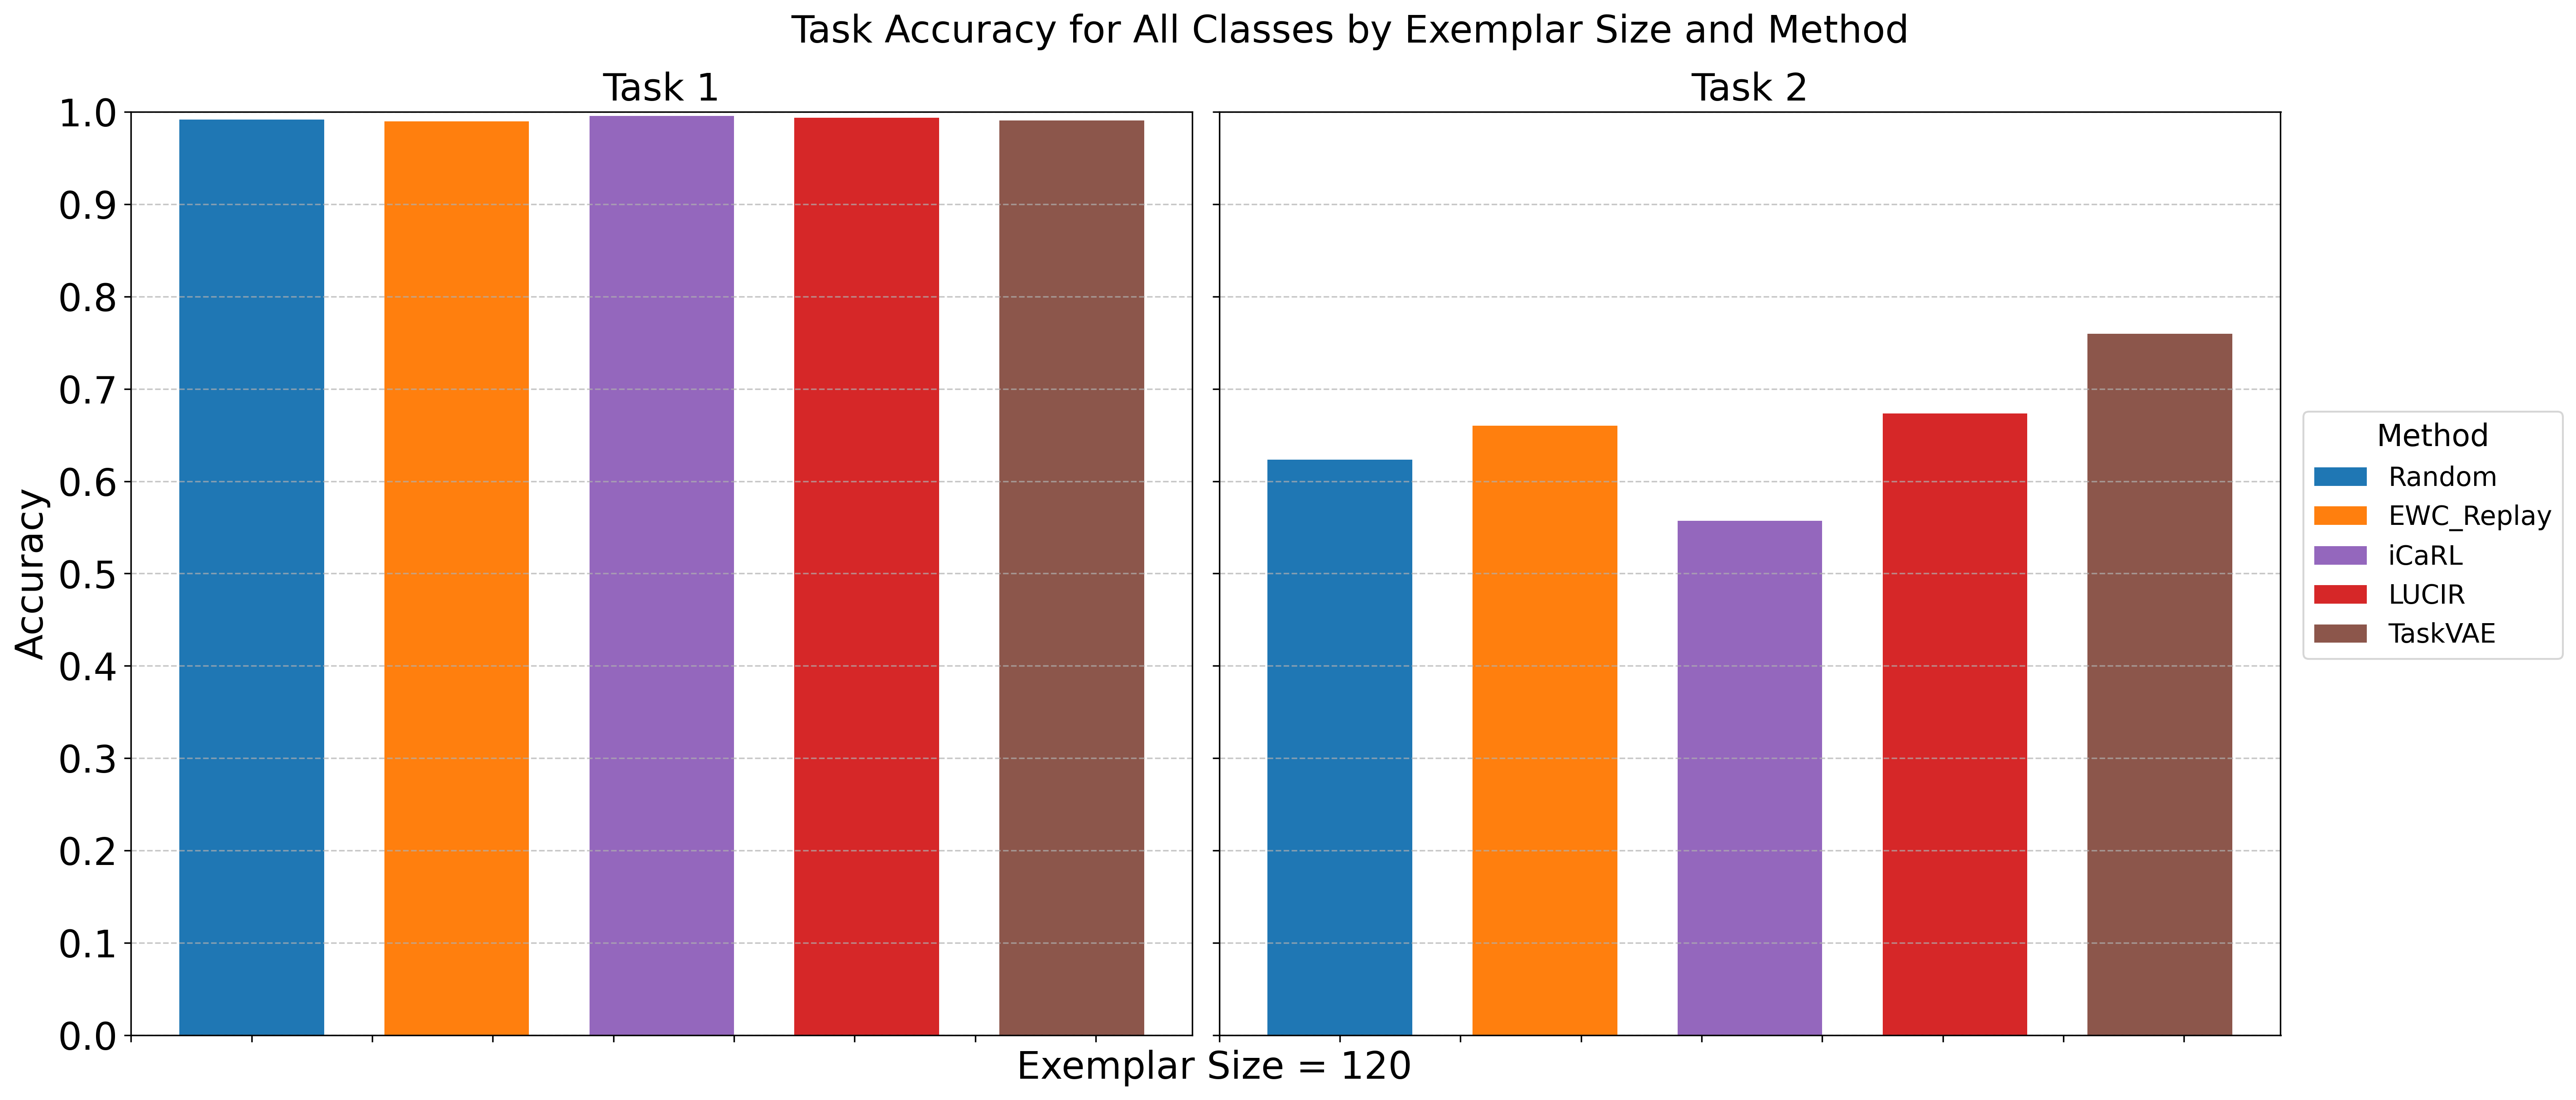 Task Accuracy for All Classes by Exemplar Size and Method
Task 1
Task 2
1.0
0.9
0.8
0.7
0.6
0.5
0.4
0.3
0.2
0.1
0.0
Accuracy
Exemplar Size = 120
Method
Random
EWC_Replay
iCaRL
LUCIR
TaskVAE